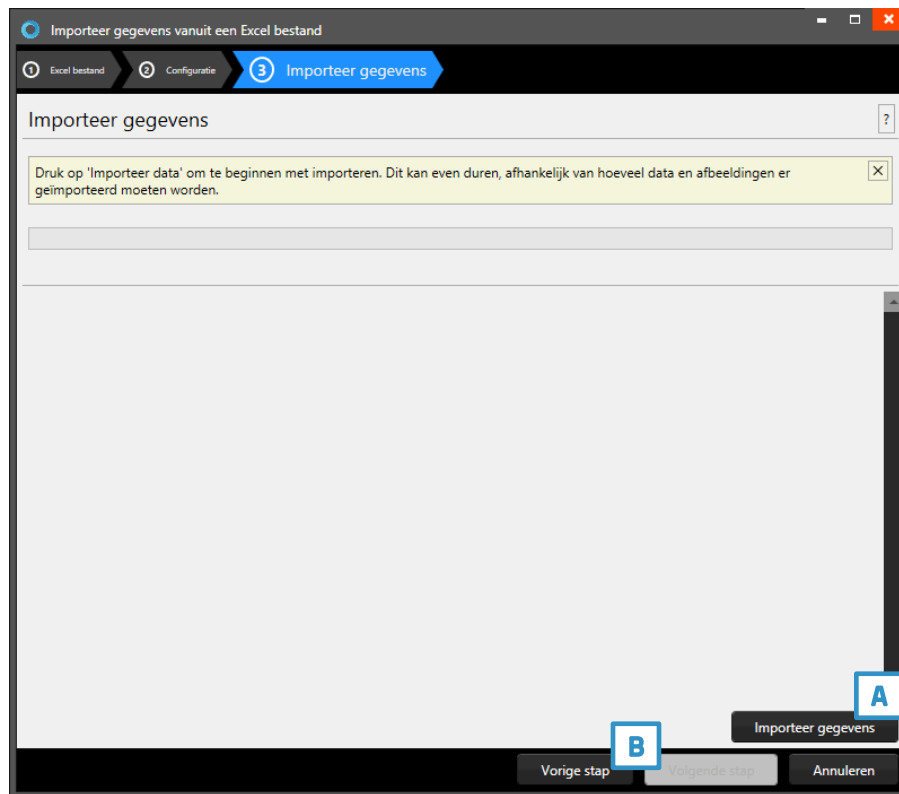 Importeer gegevens vanuit een Excel bestand
1 Excel bestand 2 Configuratie 3 Importeer gegevens
Importeer gegevens ?
Druk op 'Importeer data' om te beginnen met importeren. Dit kan even duren, afhankelijk van hoeveel data en afbeeldingen er
geïmporteerd moeten worden.
A
Importeer gegevens
B
Vorige stap Volgende stap Annuleren